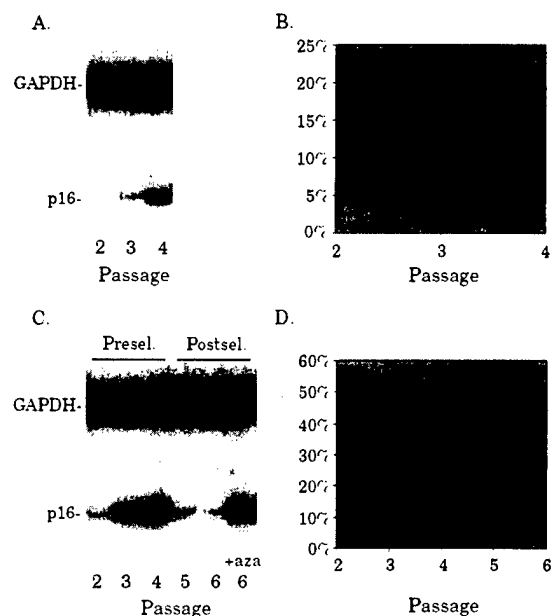 A.
GAPDH-
p16-
2 3 4
Passage
B.
25%
20%
15%
10%
5%
0%
2 3 4
Passage
C.
Presel. Postsel.
GAPDH-
p16-
+aza
2 3 4 5 6 6
Passage
D.
60%
50%
40%
30%
20%
10%
0%
2 3 4 5 6
Passage